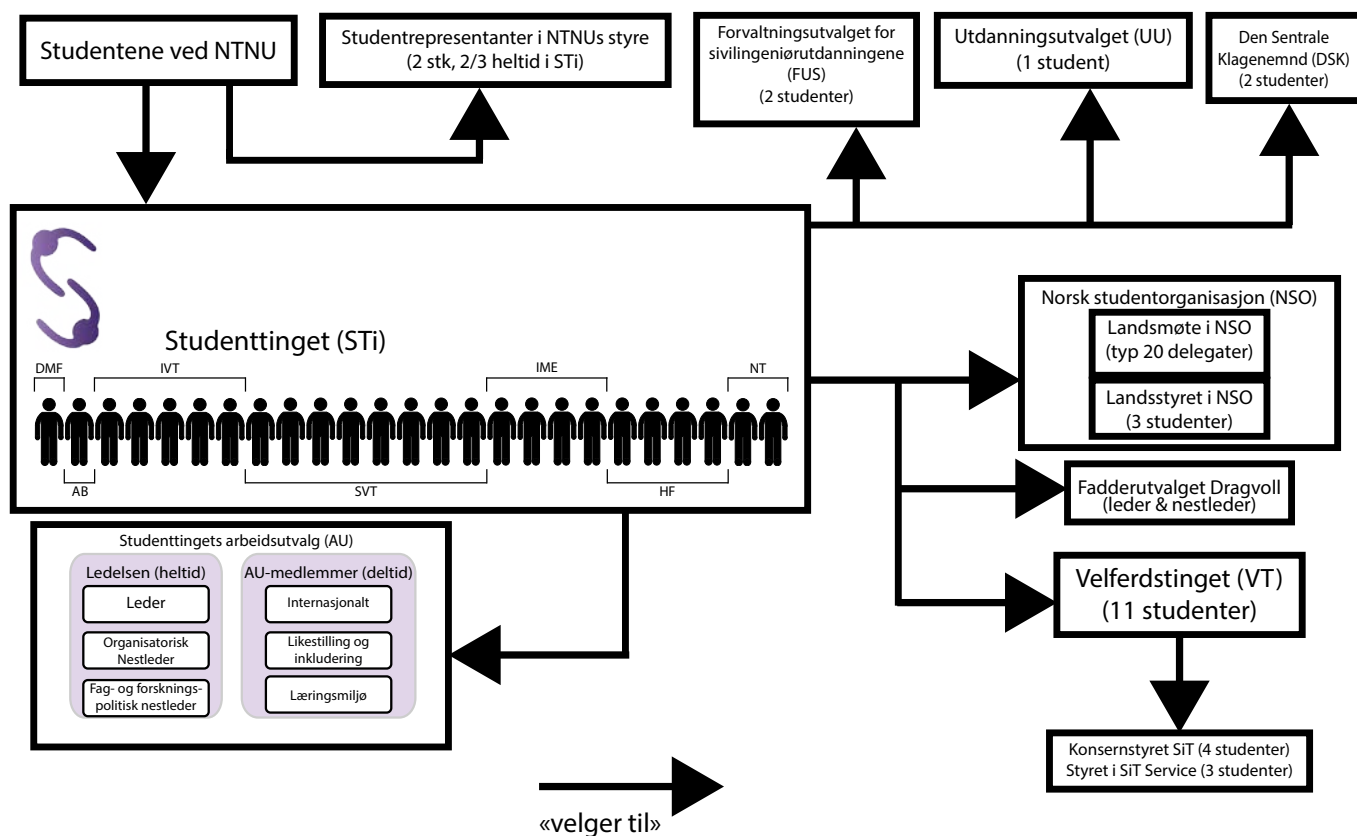 Studentene ved NTNU
Studentrepresentanter i NTNUs styre
(2 stk, 2/3 heltid i STi)
Forvaltningsutvalget for
sivilingeniørutdanningene
(FUS)
(2 studenter)
Utdanningsutvalget (UU)
(1 student)
Den Sentrale
Klagenemnd (DSK)
(2 studenter)
Studenttinget (STi)
DMF
IVT
IME
NT
AB
SVT
HF
Norsk studentorganisasjon (NSO)
Landsmøte i NSO
(typ 20 delegater)
Landsstyret i NSO
(3 studenter)
Fadderutvalget Dragvoll
(leder & nestleder)
Velferdstinget (VT)
(11 studenter)
Konsernstyret SiT (4 studenter)
Styret i SiT Service (3 studenter)
Studenttingets arbeidsutvalg (AU)
Ledelsen (heltid)
Leder
Organisatorisk
Nestleder
Fag- og forsknings-
politisk nestleder
AU-medlemmer (deltid)
Internasjonalt
Likestilling og
inkludering
Læringsmiljø
«velger til»